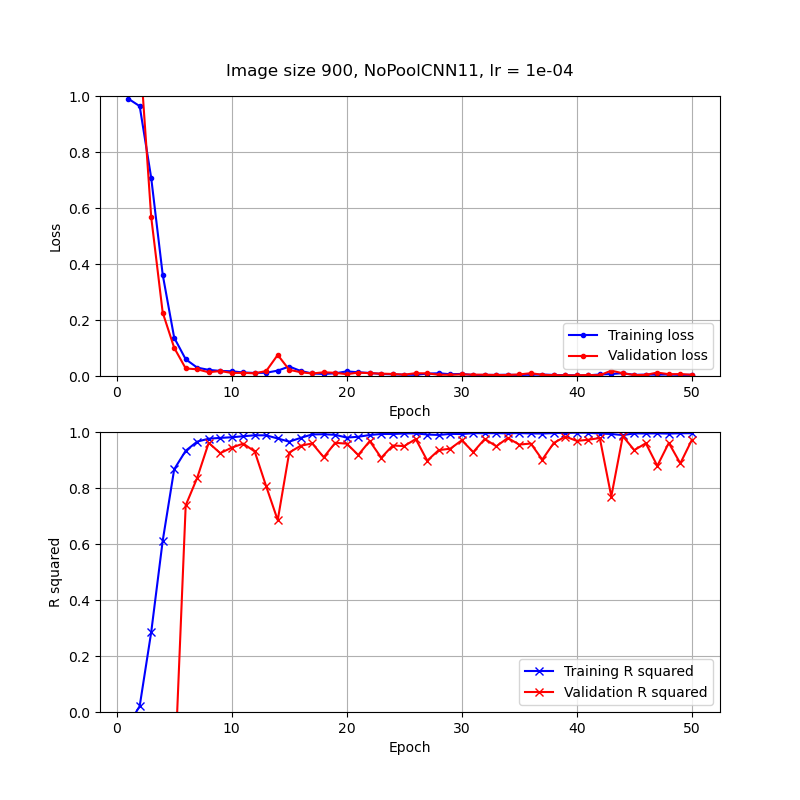 Image size 900, NoPoolCNN11, lr = 1e-04
1.0
0.8
0.6
0.4
0.2
0.0
Loss
Training loss
Validation loss
0 10 20 30 40 50
Epoch
1.0
0.8
0.6
0.4
0.2
0.0
R squared
Training R squared
Validation R squared
0 10 20 30 40 50
Epoch